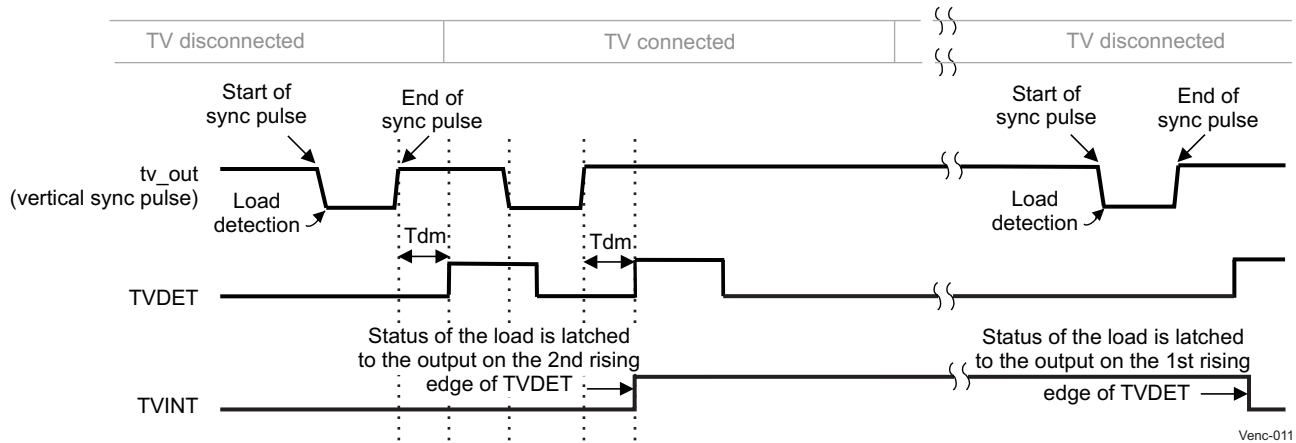 TV disconnected
TV connected
TV disconnected
Start of
sync pulse
End of
sync pulse
Start of
sync pulse
End of
sync pulse
tv_out
(vertical sync pulse)
Load
detection
Load
detection
Tdm
Tdm
TVDET
Status of the load is latched
to the output on the 2nd rising
edge of TVDET
Status of the load is latched
to the output on the 1st rising
edge of TVDET
TVINT
Venc-011